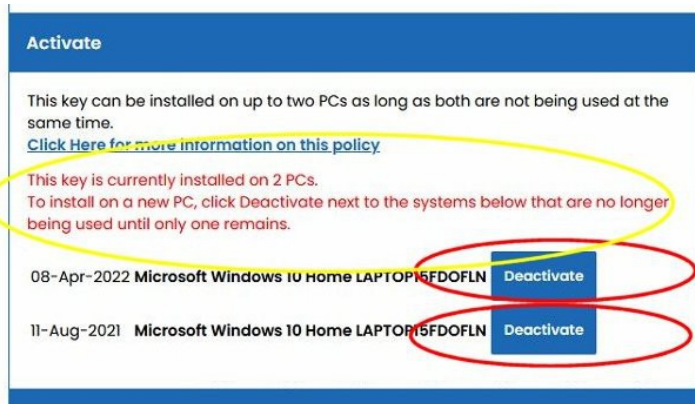 Activate
This key can be installed on up to two PCs as long as both are not being used at the
same time.
Click Here for more information on this policy
This key is currently installed on 2 PCs.
To install on a new PC, click Deactivate next to the systems below that are no longer
being used until only one remains.
08-Apr-2022 Microsoft Windows 10 Home LAPTOP15FDOFLN Deactivate
11-Aug-2021 Microsoft Windows 10 Home LAPTOP15FDOFLN Deactivate